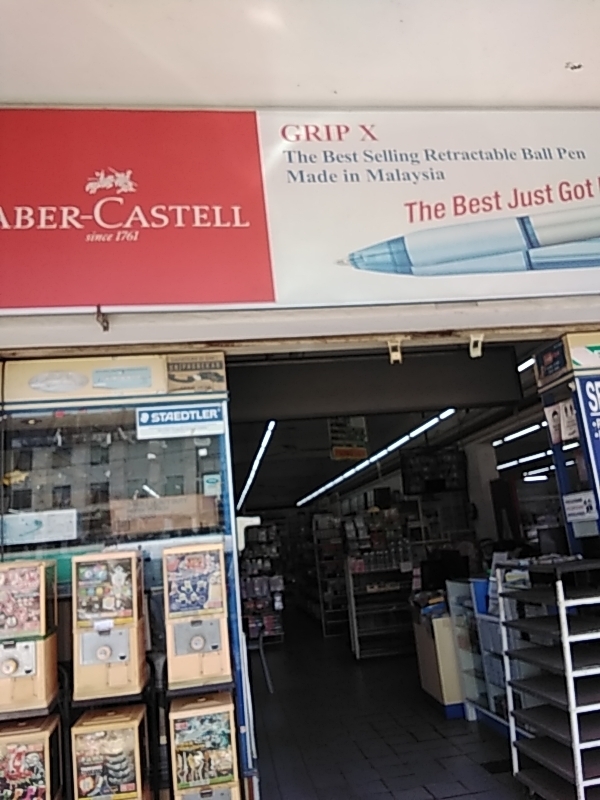 ABER-CASTELL
since 1761
GRIP X
The Best Selling Retractable Ball Pen
Made in Malaysia
The Best Just Got
STAEDTLER